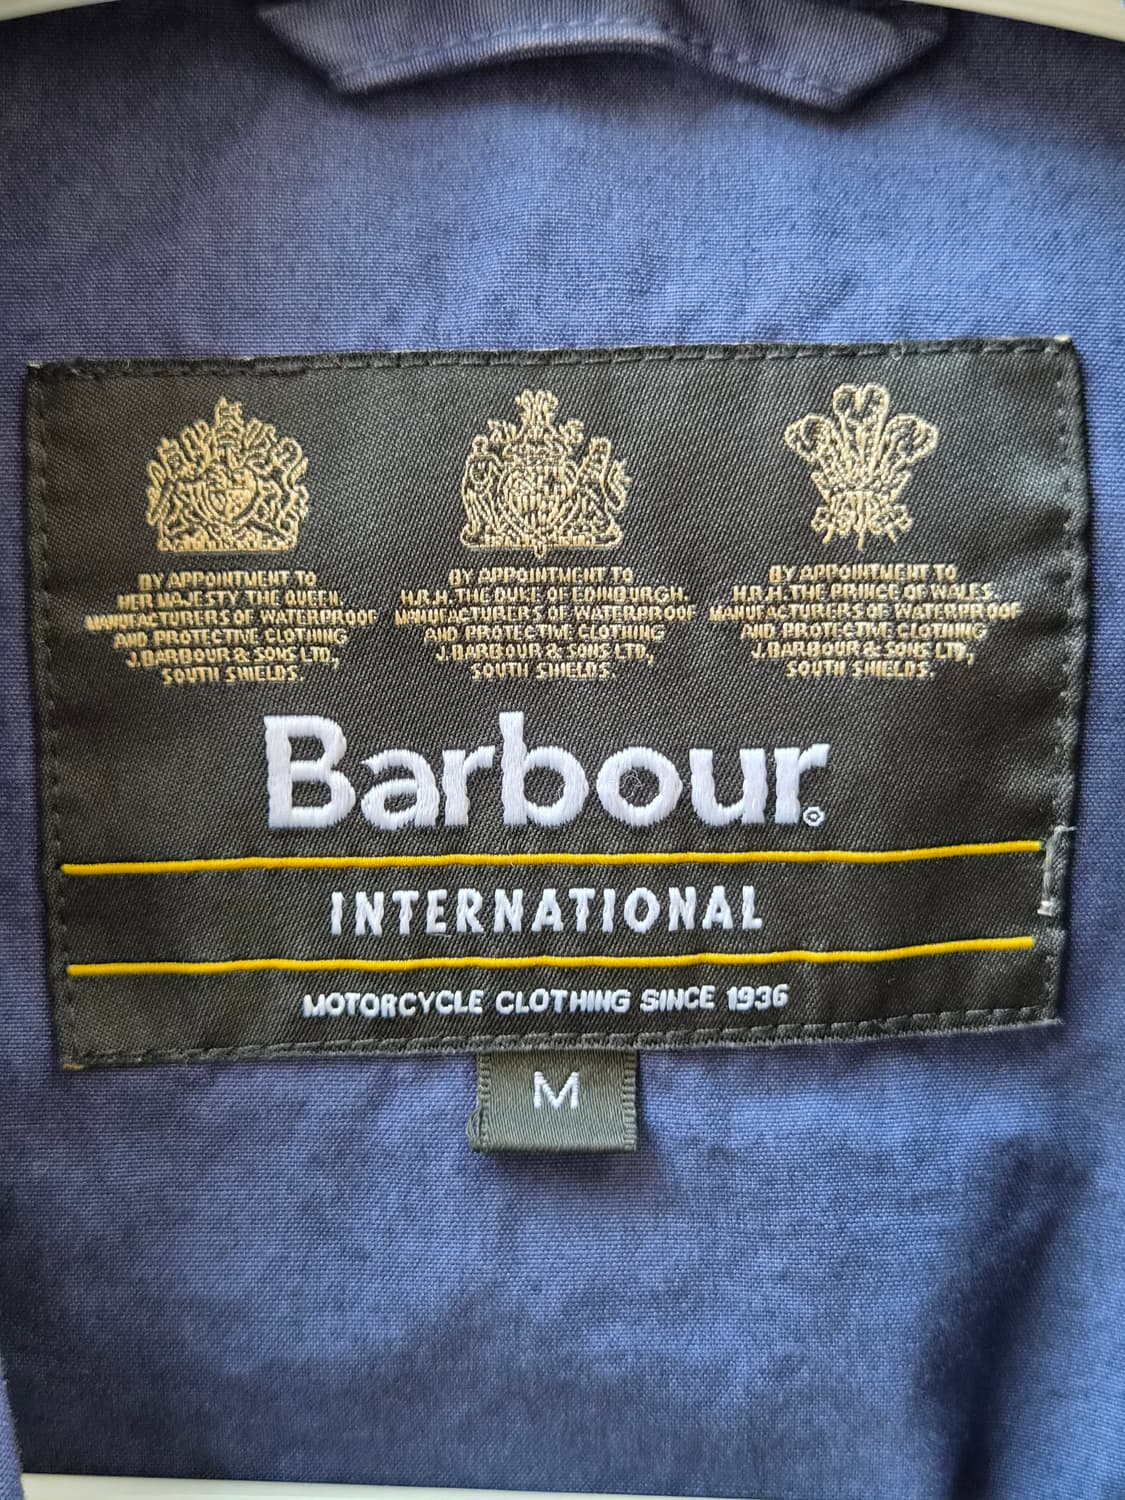 BY APPOINTMENT TO
HER MAJESTY THE QUEEN
MANUFACTURERS OF WATERPROOF
AND PROTECTIVE CLOTHING
J. BARBOUR & SONS LTD,
SOUTH SHIELDS.
BY APPOINTMENT TO
H.R.H. THE DUKE OF EDINBURGH.
MANUFACTURERS OF WATERPROOF
AND PROTECTIVE CLOTHING
J. BARBOUR & SONS LTD,
SOUTH SHIELDS.
BY APPOINTMENT TO
H.R.H. THE PRINCE OF WALES.
MANUFACTURERS OF WATERPROOF
AND PROTECTIVE CLOTHING
J. BARBOUR & SONS LTD,
SOUTH SHIELDS.
Barbour®
INTERNATIONAL
MOTORCYCLE CLOTHING SINCE 1936
M